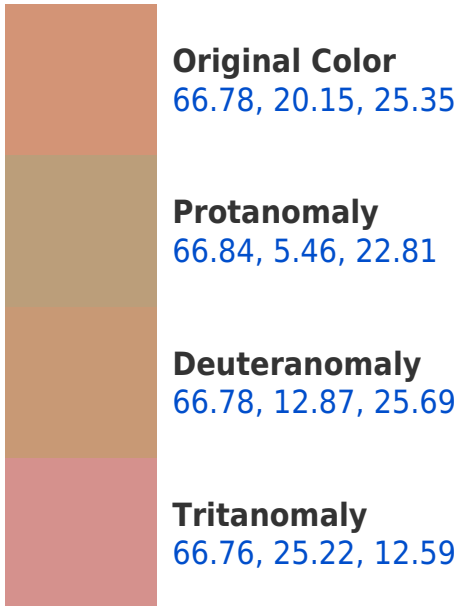 Original Color
66.78, 20.15, 25.35
Protanomaly
66.84, 5.46, 22.81
Deuteranomaly
66.78, 12.87, 25.69
Tritanomaly
66.76, 25.22, 12.59